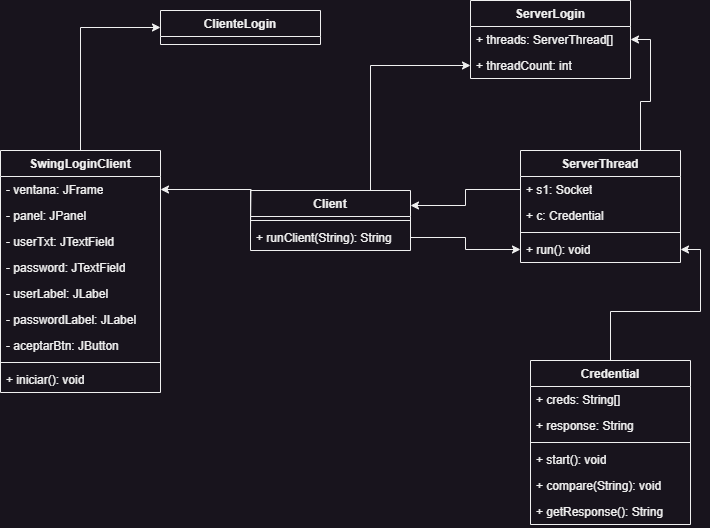 ClienteLogin
ServerLogin
+ threads: ServerThread[]
+ threadCount: int
SwingLoginClient
- ventana: JFrame
- panel: JPanel
- userTxt: JTextField
- password: JTextField
- userLabel: JLabel
- passwordLabel: JLabel
- aceptarBtn: JButton
+ iniciar(): void
Client
+ runClient(String): String
ServerThread
+ s1: Socket
+ c: Credential
+ run(): void
Credential
+ creds: String[]
+ response: String
+ start(): void
+ compare(String): void
+ getResponse(): String